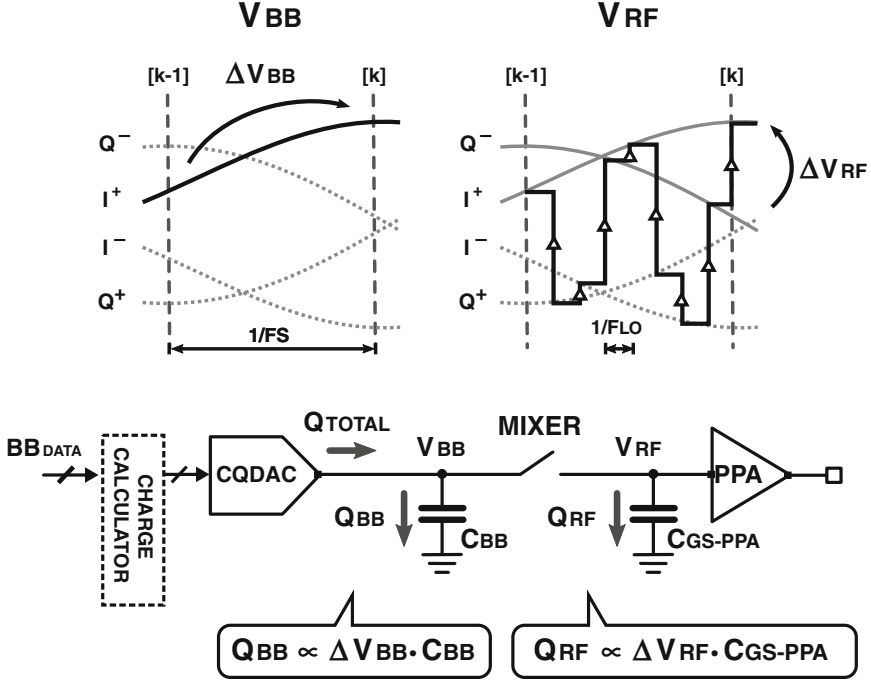 VBB
VRF
[k-1]
ΔVBB
[k]
[k-1]
[k]
Q−
I+
I−
Q+
1/FS
Q−
I+
I−
Q+
ΔVRF
1/FLO
BBDATA
CHARGE
CALCULATOR
CQDAC
QTOTAL
VBB
MIXER
VRF
PPA
QBB
CBB
QRF
CGS-PPA
QBB ∝ ΔVBB·CBB
QRF ∝ ΔVRF·CGS-PPA